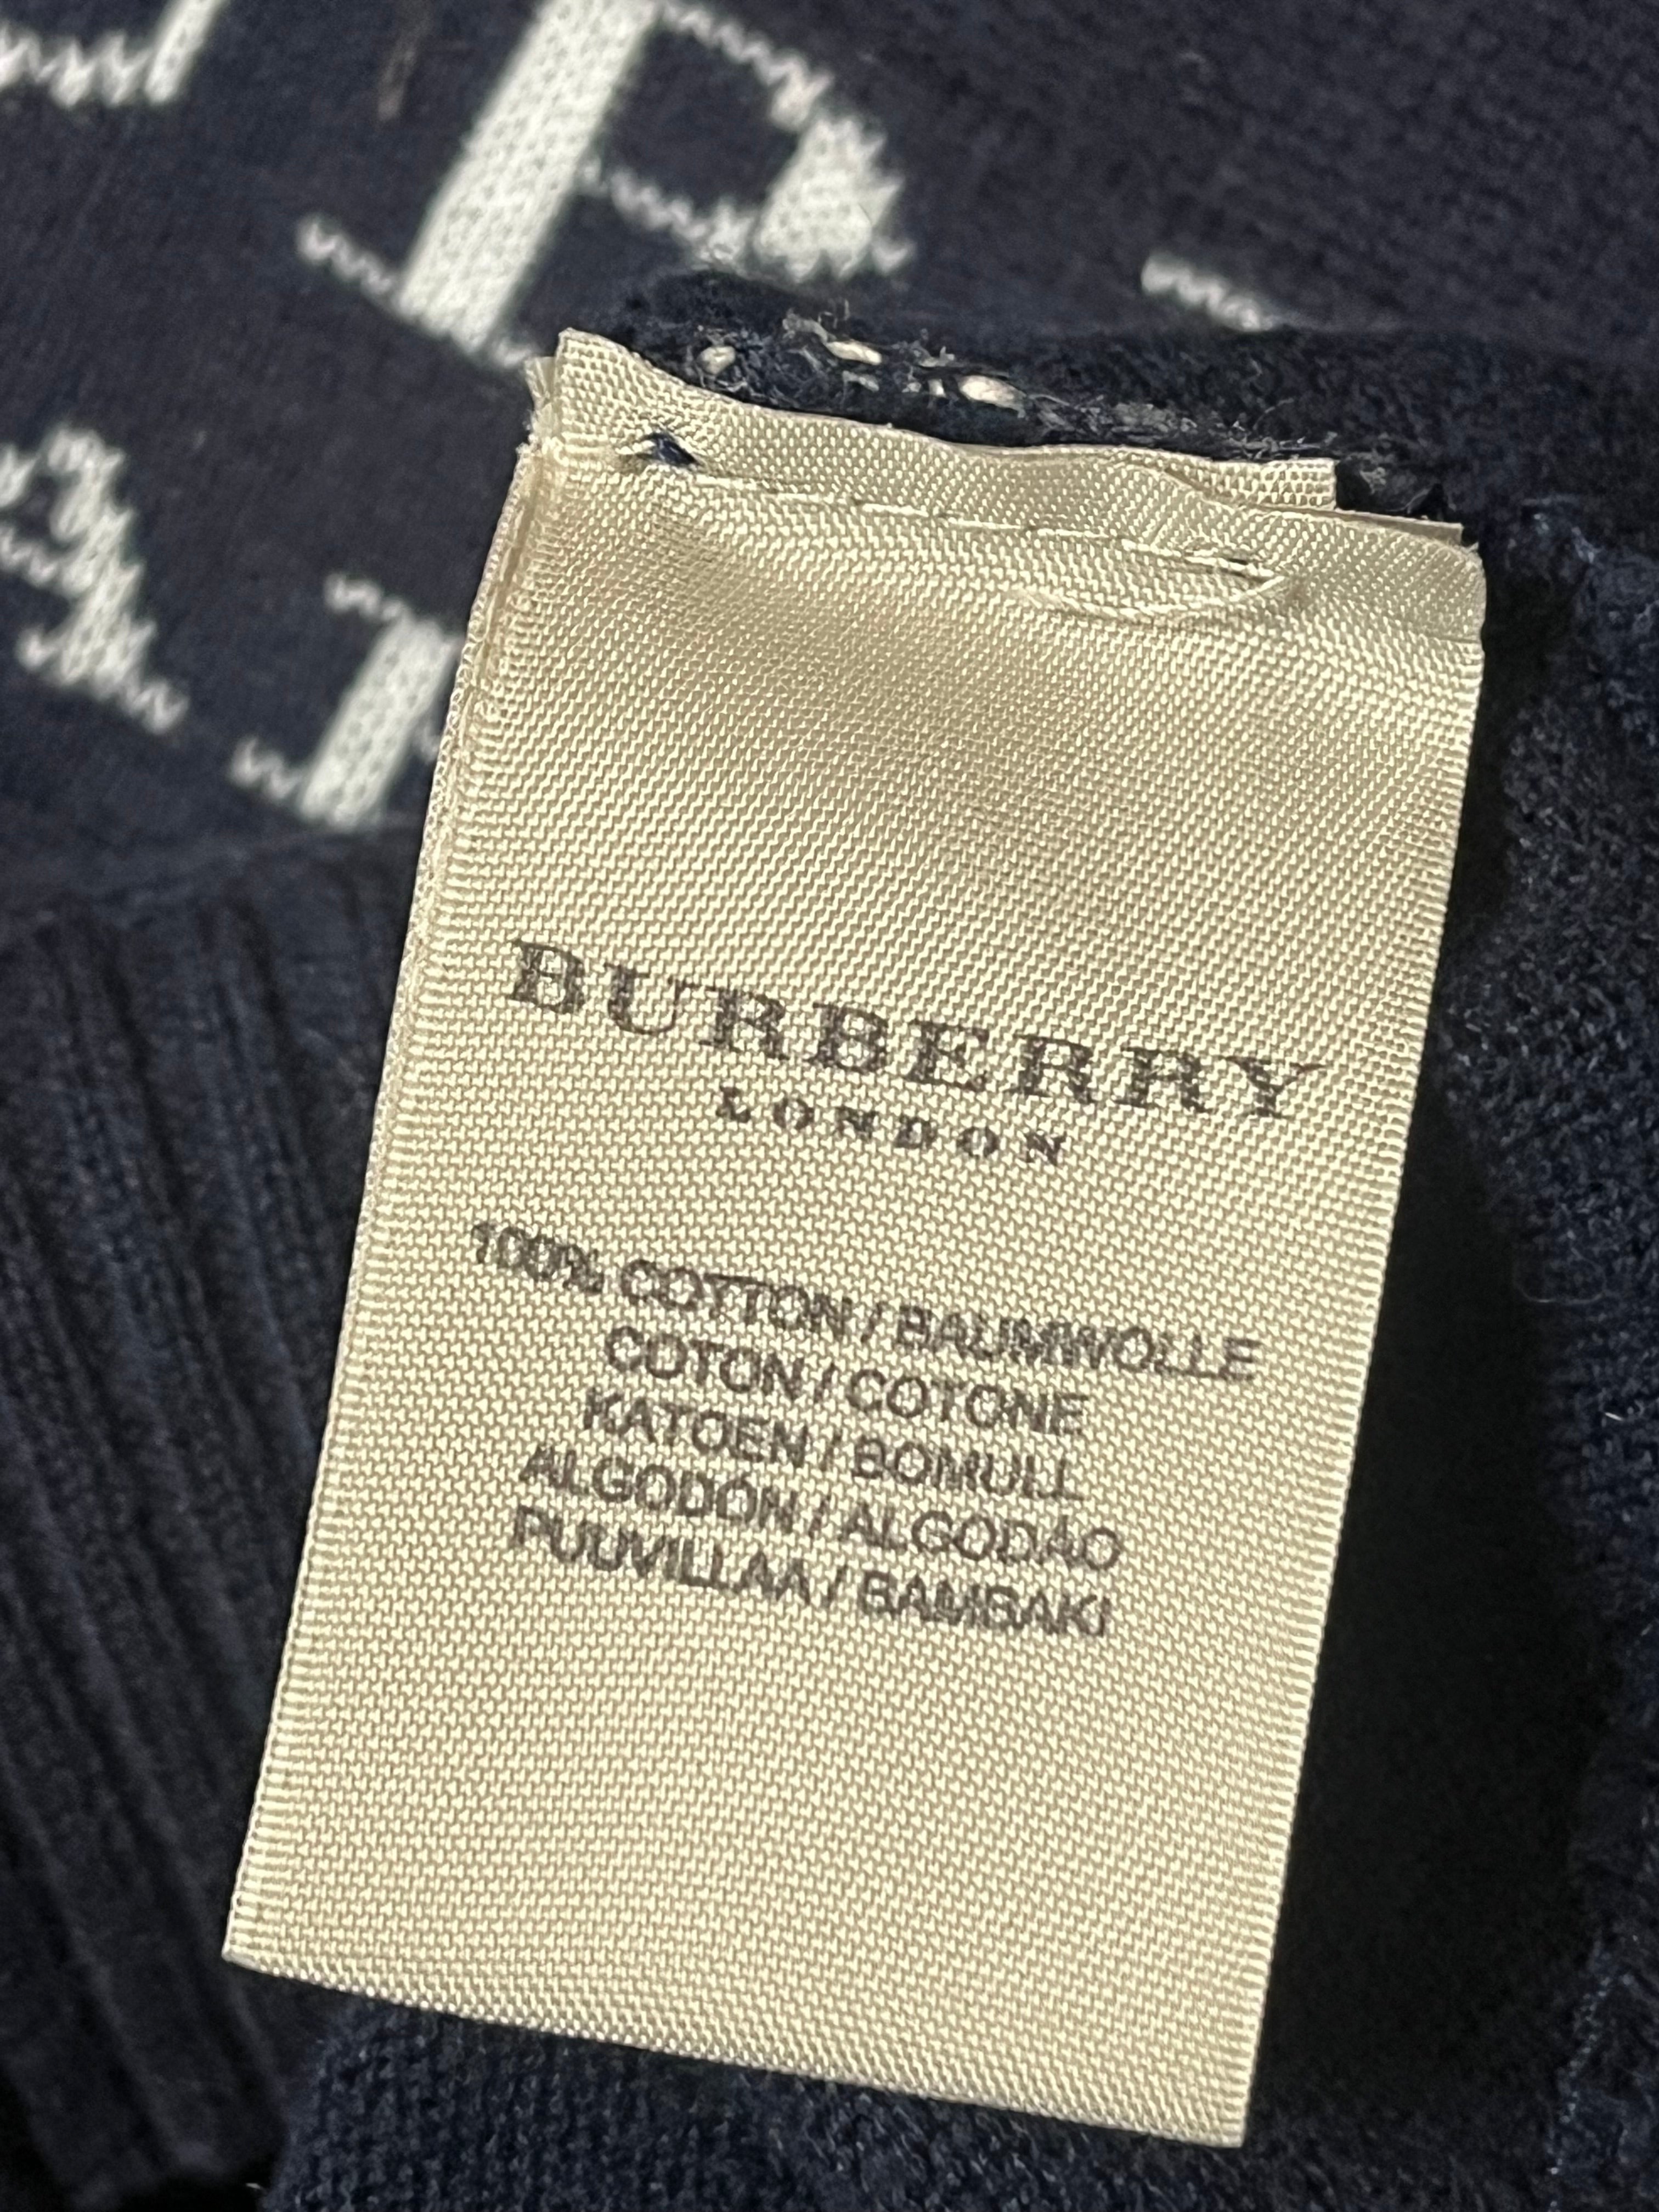 BURBERRY
LONDON
100% COTTON / BAUMWOLLE
COTON / COTONE
KATOEN / BOMULL
ALGODÓN / ALGODÃO
PUUVILLAA / BAMBAKI